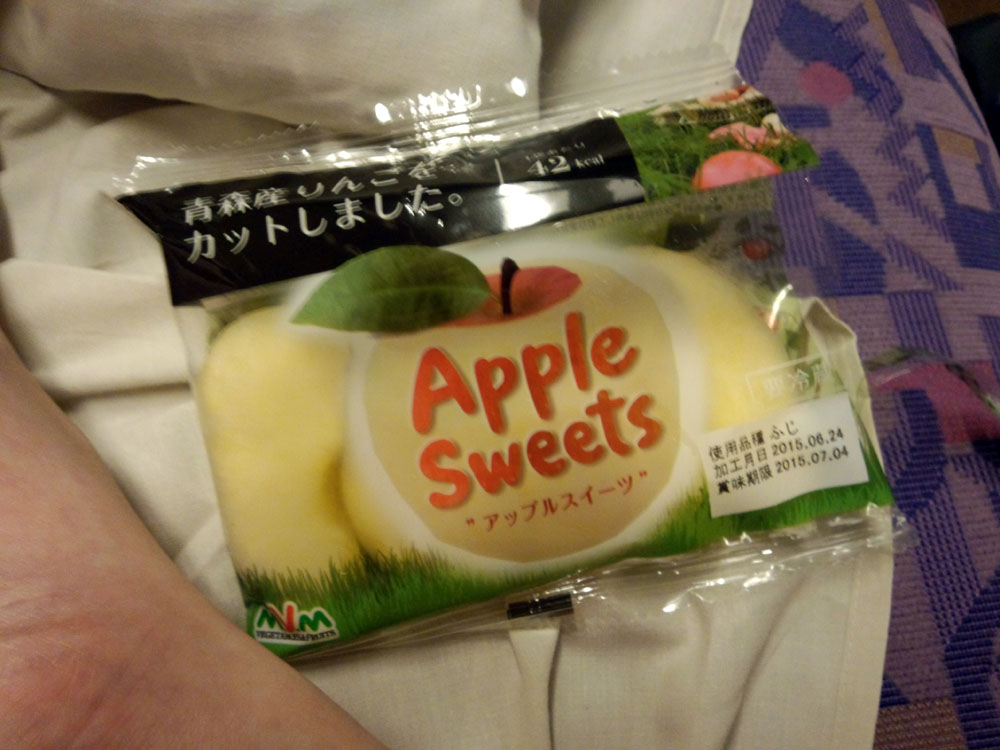 青森産りんごを
カットしました。
42 kcal
Apple
Sweets
"アップルスイーツ"
使用品種 ふじ
加工月日 2015.06.24
賞味期限 2015.07.04
VEGETABLE&FRUITS